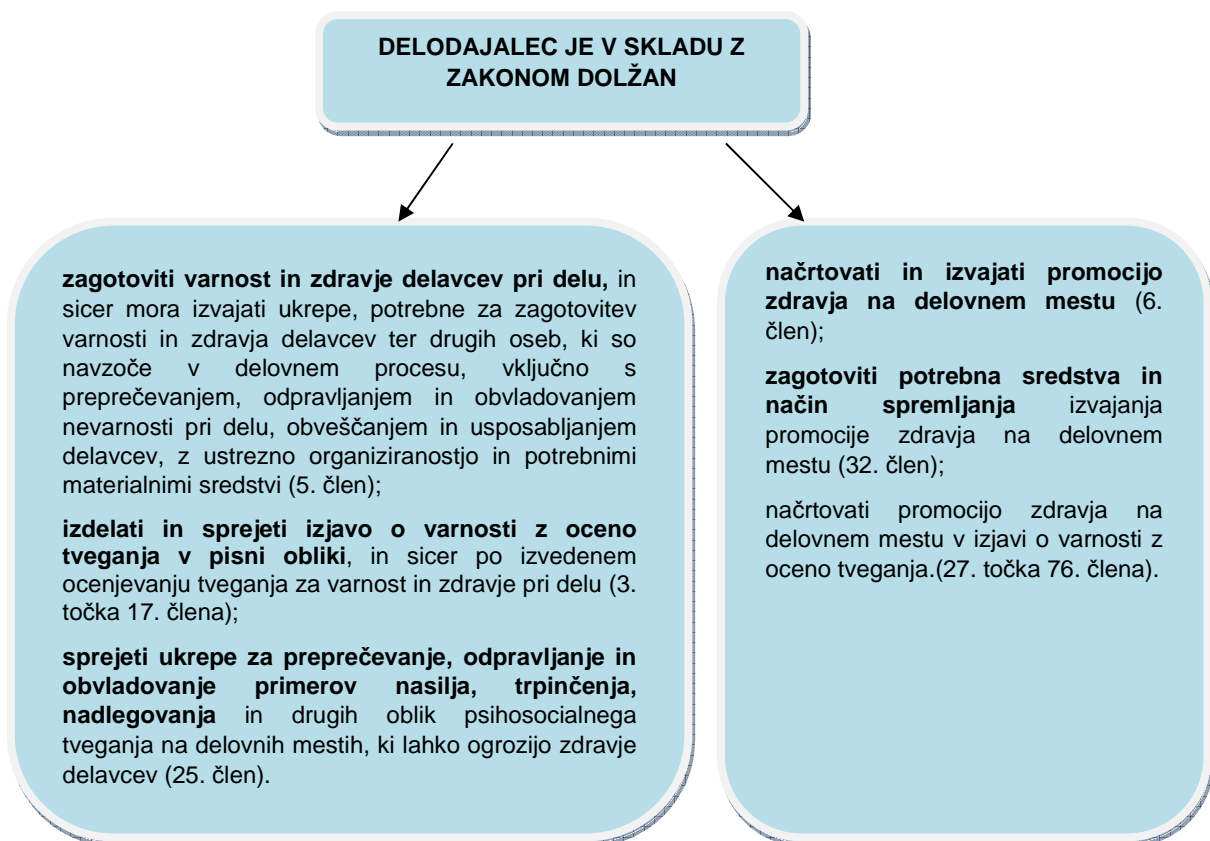 DELODAJALEC JE V SKLADU Z
ZAKONOM DOLŽAN
zagotoviti varnost in zdravje delavcev pri delu, in
sicer mora izvajati ukrepe, potrebne za zagotovitev
varnosti in zdravja delavcev ter drugih oseb, ki so
navzoče v delovnem procesu, vključno s
preprečevanjem, odpravljanjem in obvladovanjem
nevarnosti pri delu, obveščanjem in usposabljanjem
delavcev, z ustrezno organiziranostjo in potrebnimi
materialnimi sredstvi (5. člen);
izdelati in sprejeti izjavo o varnosti z oceno
tveganja v pisni obliki, in sicer po izvedenem
ocenjevanju tveganja za varnost in zdravje pri delu (3.
točka 17. člena);
sprejeti ukrepe za preprečevanje, odpravljanje in
obvladovanje primerov nasilja, trpinčenja,
nadlegovanja in drugih oblik psihosocialnega
tveganja na delovnih mestih, ki lahko ogrozijo zdravje
delavcev (25. člen).
načrtovati in izvajati promocijo
zdravja na delovnem mestu (6.
člen);
zagotoviti potrebna sredstva in
način spremljanja izvajanja
promocije zdravja na delovnem
mestu (32. člen);
načrtovati promocijo zdravja na
delovnem mestu v izjavi o varnosti z
oceno tveganja.(27. točka 76. člena).